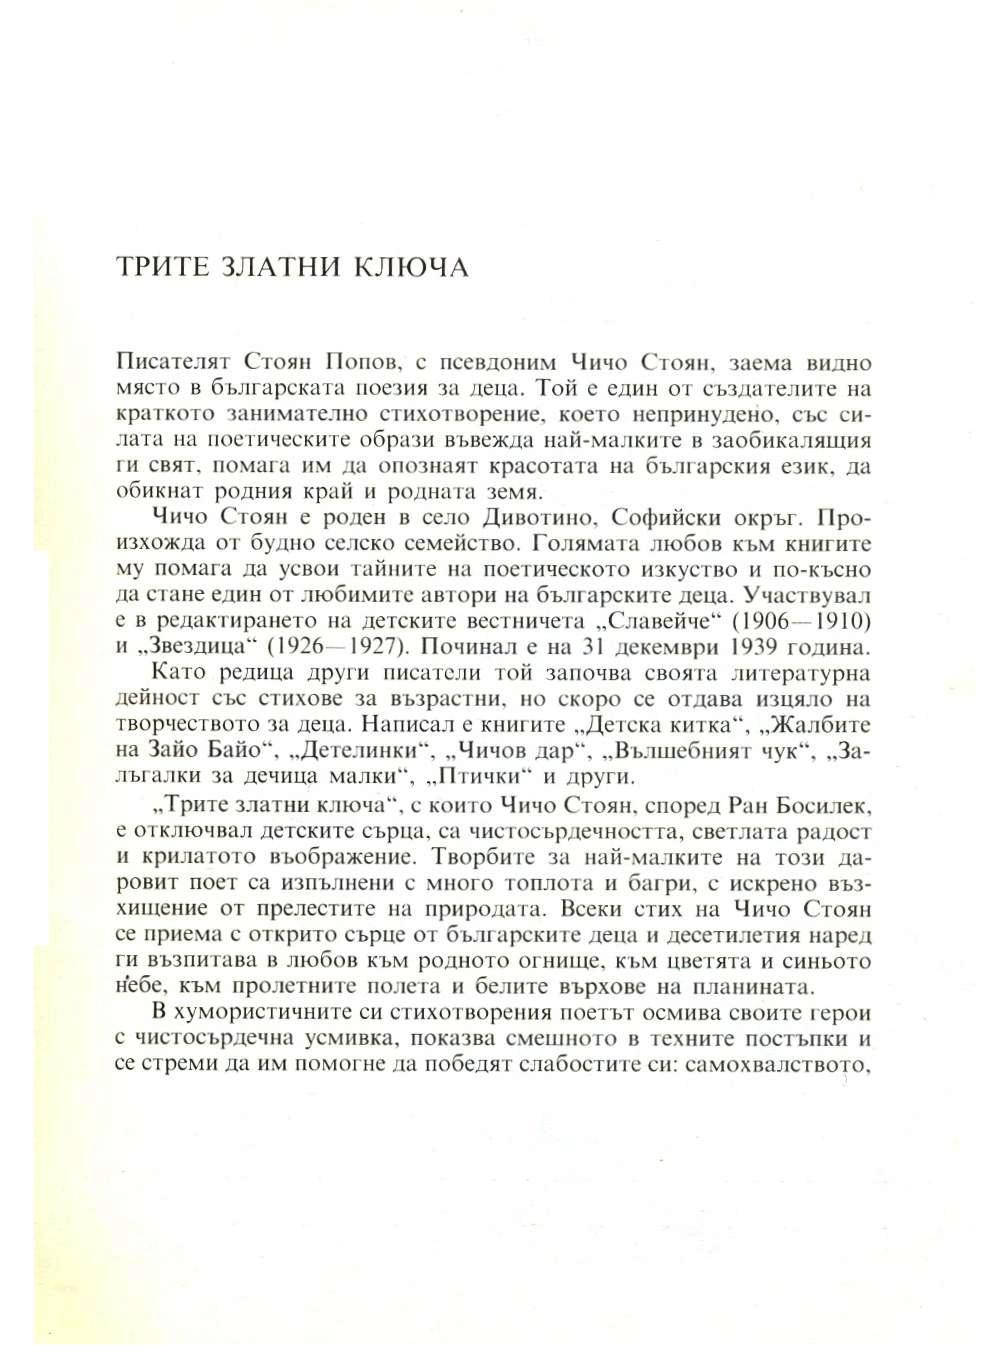 ТРИТЕ ЗЛАТНИ КЛЮЧА
Писателят Стоян Попов, с псевдоним Чичо Стоян, заема видно
място в българската поезия за деца. Той е един от създателите на
краткото занимателно стихотворение, което непринудено, със си-
лата на поетическите образи въвежда най-малките в заобикалящия
ги свят, помага им да опознаят красотата на българския език, да
обикнат родния край и родната земя.
Чичо Стоян е роден в село Дивотино, Софийски окръг. Про-
изхожда от будно селско семейство. Голямата любов към книгите
му помага да усвои тайните на поетическото изкуство и по-късно
да стане един от любимите автори на българските деца. Участвувал
е в редактирането на детските вестничета „Славейче“ (1906—1910)
и „Звездица“ (1926—1927). Починал е на 31 декември 1939 година.
Като редица други писатели той започва своята литературна
дейност със стихове за възрастни, но скоро се отдава изцяло на
творчеството за деца. Написал е книгите „Детска китка“, „Жалбите
на Зайо Байо“, „Детелинки“, „Чичов дар“, „Вълшебният чук“, „За-
лъгалки за дечица малки“, „Птички“ и други.
„Трите златни ключа“, с които Чичо Стоян, според Ран Босилек,
е отключвал детските сърца, са чистосърдечността, светлата радост
и крилатото въображение. Творбите за най-малките на този да-
ровит поет са изпълнени с много топлота и багри, с искрено въз-
хищение от прелестите на природата. Всеки стих на Чичо Стоян
се приема с открито сърце от българските деца и десетилетия наред
ги възпитава в любов към родното огнище, към цветята и синьото
небе, към пролетните полета и белите върхове на планината.
В хумористичните си стихотворения поетът осмива своите герои
с чистосърдечна усмивка, показва смешното в техните постъпки и
се стреми да им помогне да победят слабостите си: самохвалството,